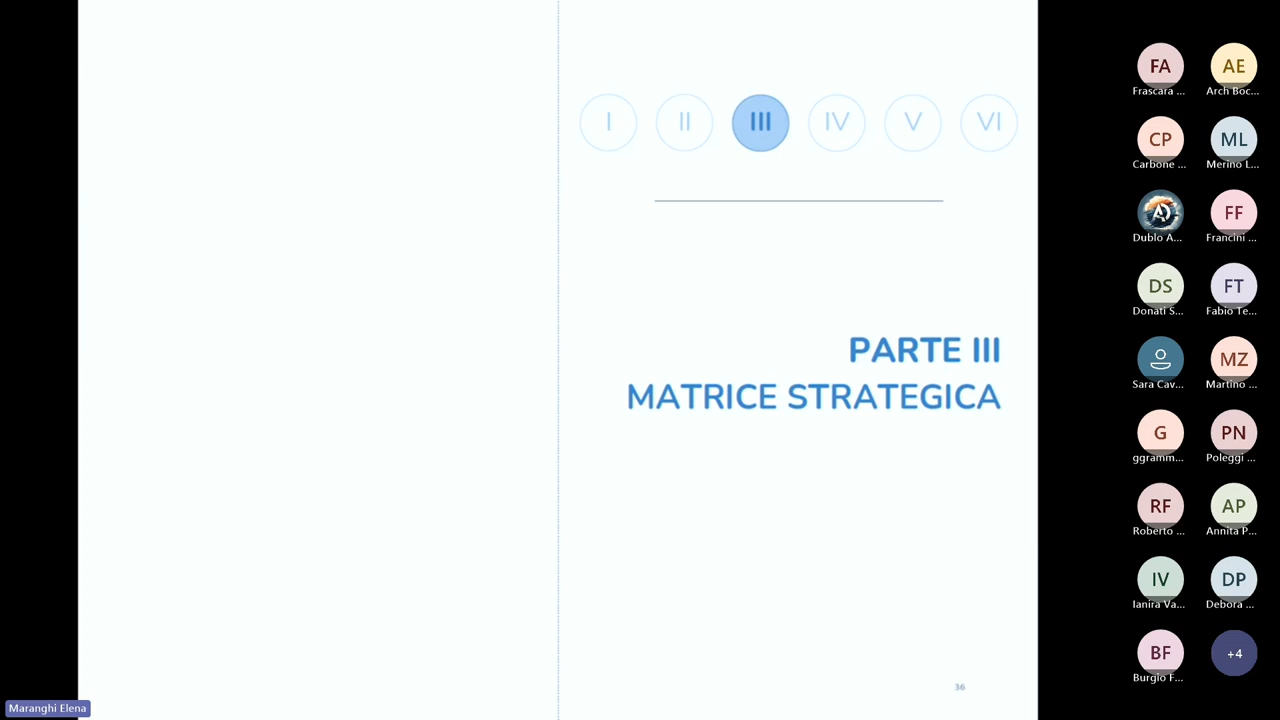 I II III IV V VI
PARTE III
MATRICE STRATEGICA
36
Maranghi Elena
FA AE
Frascara ... Arch Boc...
CP ML
Carbone ... Merino L...
FF
Dublo A... Francini ...
DS FT
Donati S... Fabio Te...
MZ
Sara Cav... Martino ...
G PN
ggramm... Poleggi ...
RF AP
Roberto ... Annita P...
IV DP
Ianira Va... Debora ...
BF +4
Burgio F...